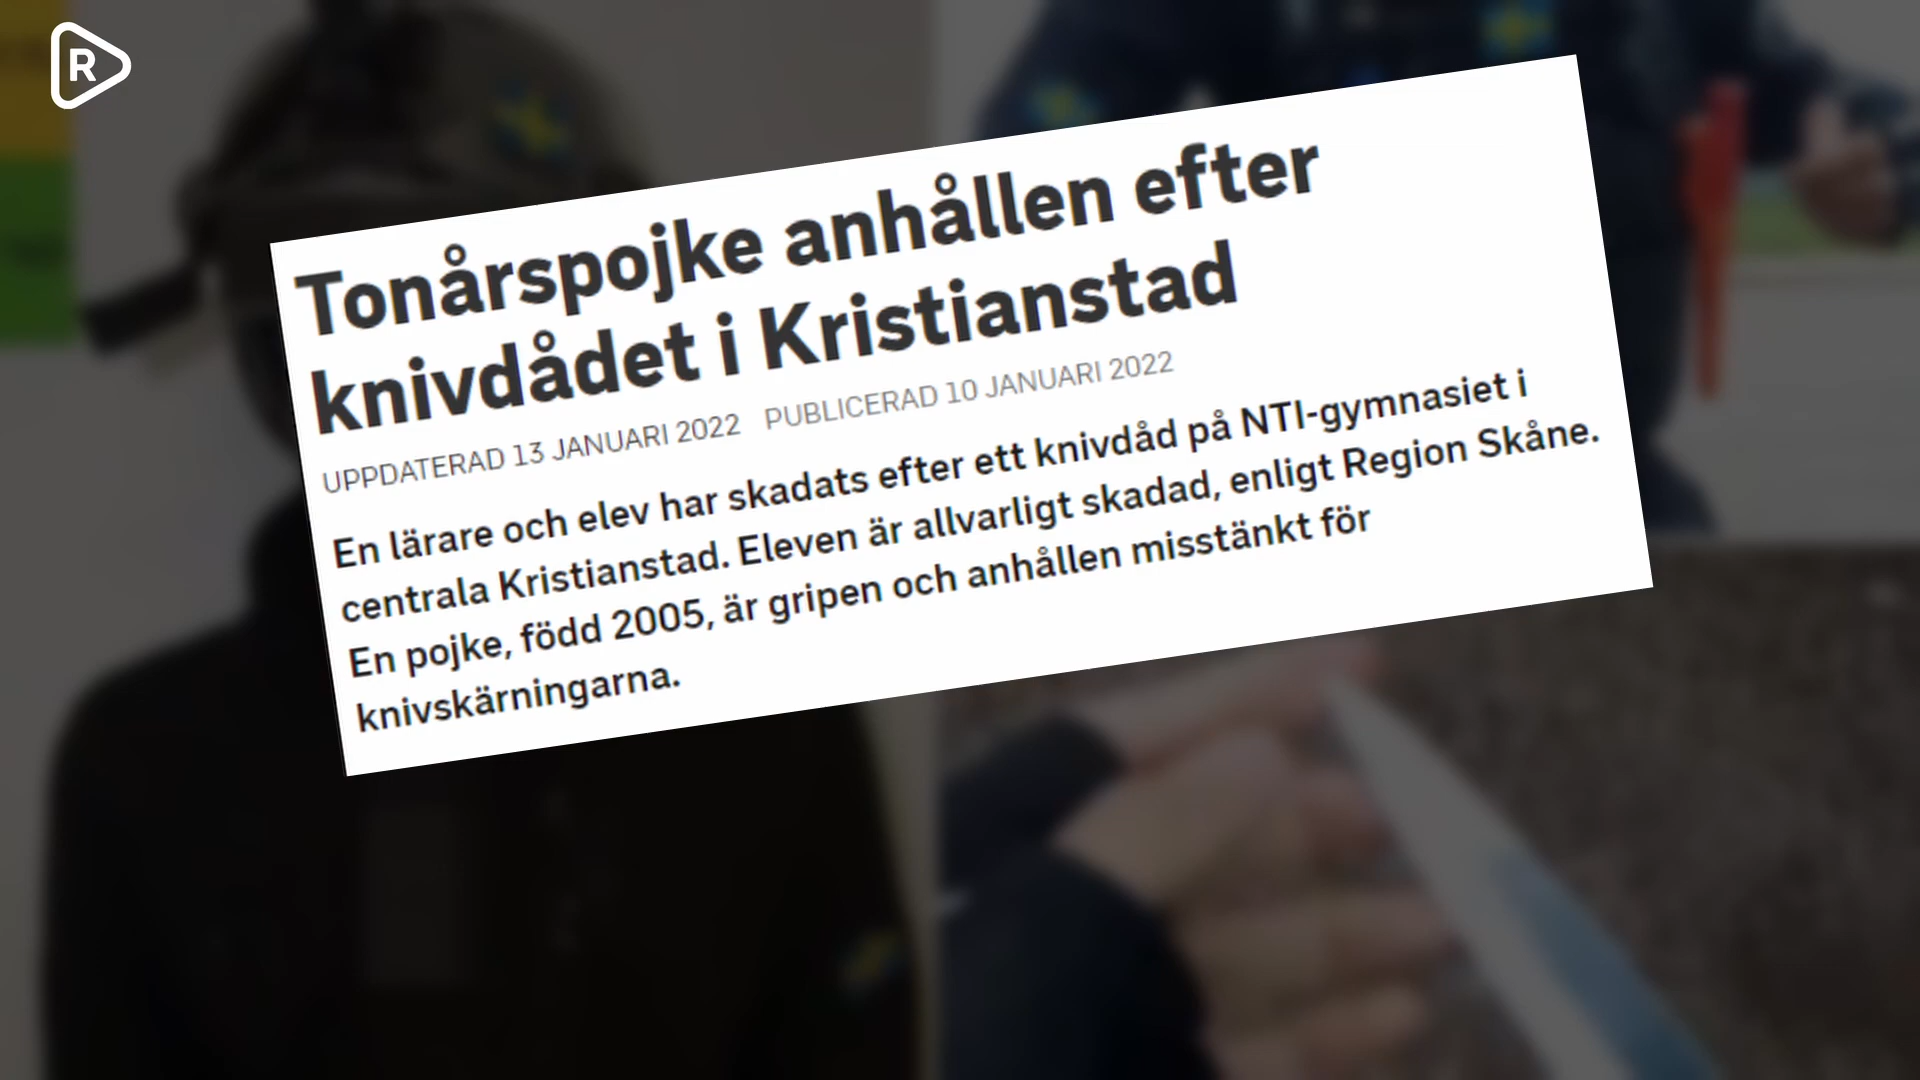 R
Tonårspojke anhållen efter
knivdådet i Kristianstad
UPPDATERAD 13 JANUARI 2022 PUBLICERAD 10 JANUARI 2022
En lärare och elev har skadats efter ett knivdåd på NTI-gymnasiet i
centrala Kristianstad. Eleven är allvarligt skadad, enligt Region Skåne.
En pojke, född 2005, är gripen och anhållen misstänkt för
knivskärningarna.